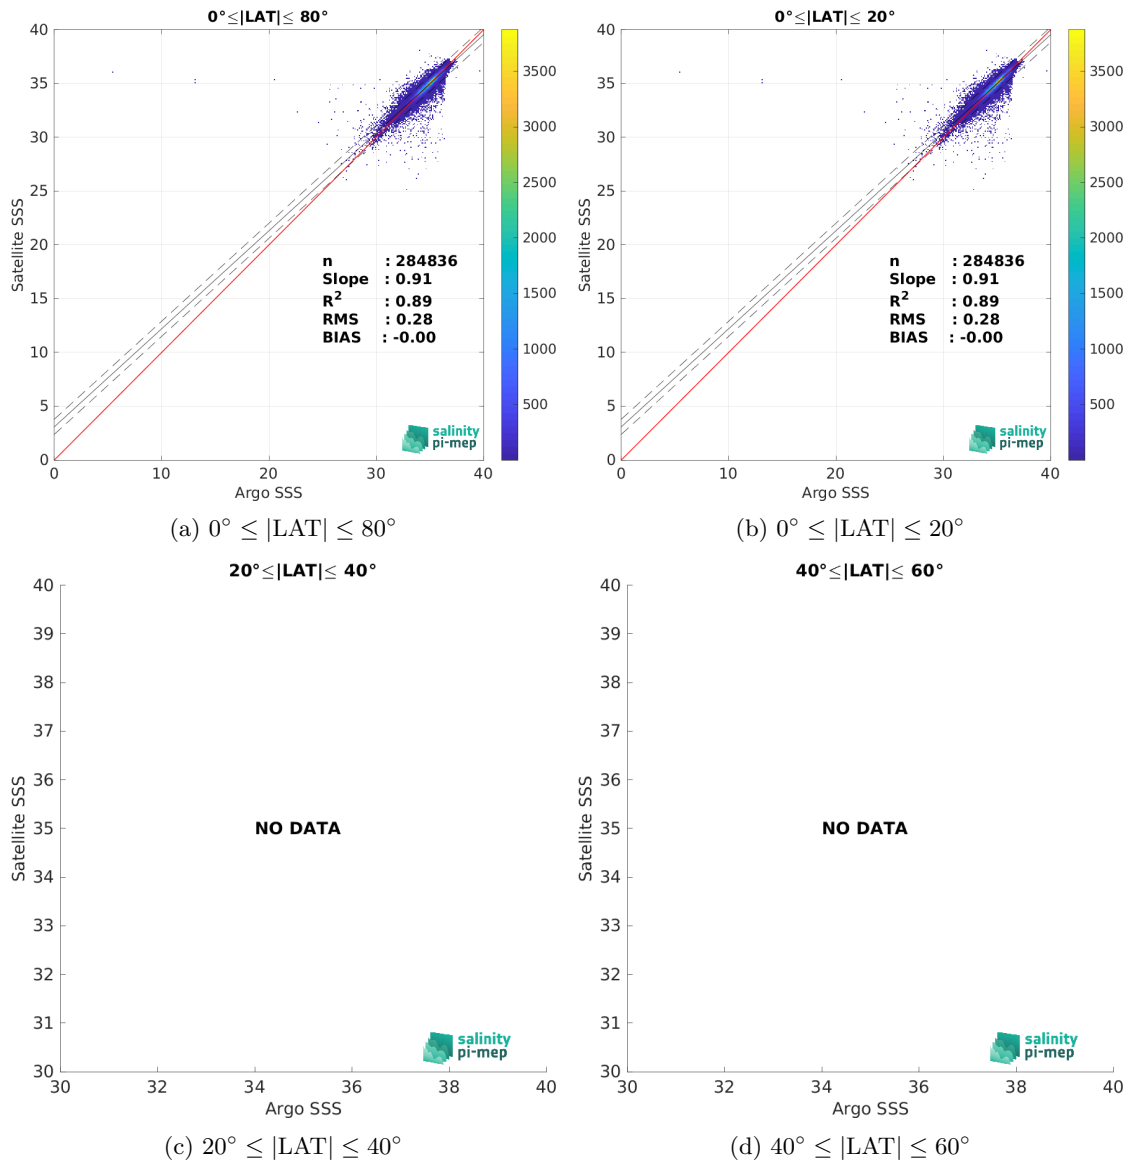 0°≤|LAT|≤ 80°
40
35
30
25
20
15
10
5
0
Satellite SSS
n : 284836
Slope : 0.91
R² : 0.89
RMS : 0.28
BIAS : -0.00
salinity
pi-mep
0 10 20 30 40
Argo SSS
3500
3000
2500
2000
1500
1000
500
(a) 0° ≤ |LAT| ≤ 80°
0°≤|LAT|≤ 20°
40
35
30
25
20
15
10
5
0
Satellite SSS
n : 284836
Slope : 0.91
R² : 0.89
RMS : 0.28
BIAS : -0.00
salinity
pi-mep
0 10 20 30 40
Argo SSS
3500
3000
2500
2000
1500
1000
500
(b) 0° ≤ |LAT| ≤ 20°
20°≤|LAT|≤ 40°
40
39
38
37
36
35
34
33
32
31
30
Satellite SSS
NO DATA
salinity
pi-mep
30 32 34 36 38 40
Argo SSS
(c) 20° ≤ |LAT| ≤ 40°
40°≤|LAT|≤ 60°
40
39
38
37
36
35
34
33
32
31
30
Satellite SSS
NO DATA
salinity
pi-mep
30 32 34 36 38 40
Argo SSS
(d) 40° ≤ |LAT| ≤ 60°